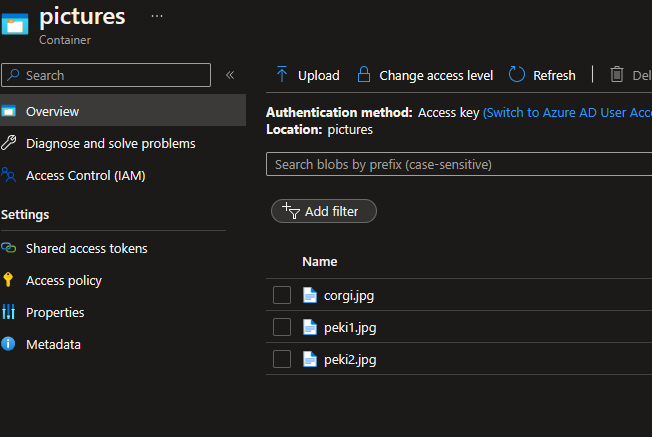 pictures ...
Container
Search
«
Overview
Diagnose and solve problems
Access Control (IAM)
Settings
Shared access tokens
Access policy
Properties
Metadata
Upload
Change access level
Refresh
Del
Authentication method: Access key (Switch to Azure AD User Acc
Location: pictures
Search blobs by prefix (case-sensitive)
Add filter
Name
corgi.jpg
peki1.jpg
peki2.jpg